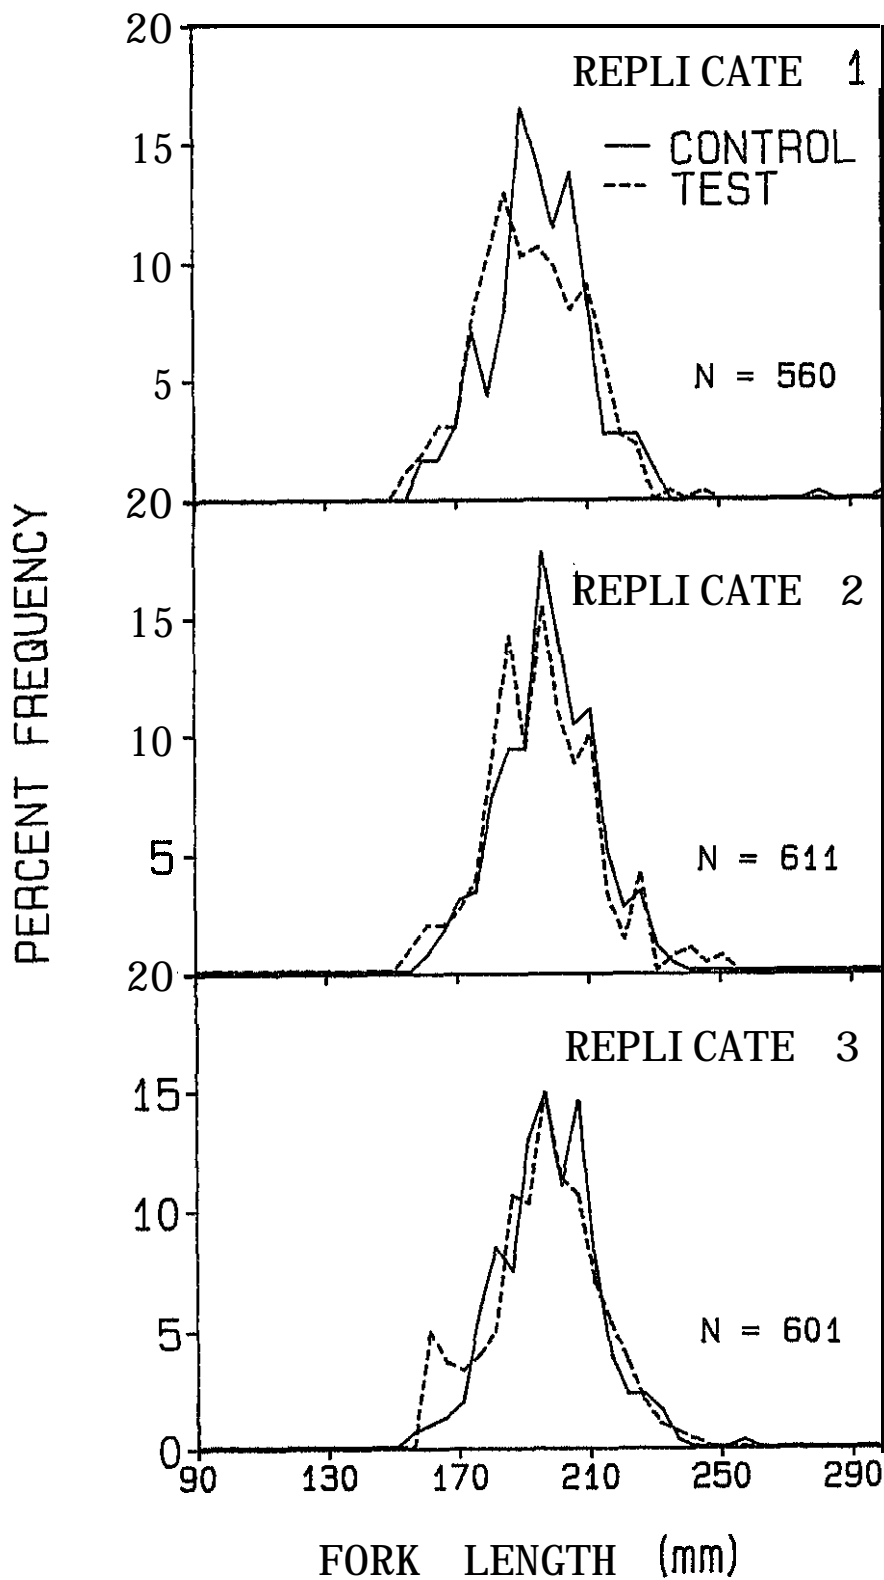 PERCENT FREQUENCY
20
REPLICATE 1
15
CONTROL
TEST
10
5
N = 560
20
REPLICATE 2
15
10
5
N = 611
20
REPLICATE 3
15
10
5
N = 601
0
90 130 170 210 250 290
FORK LENGTH (mm)